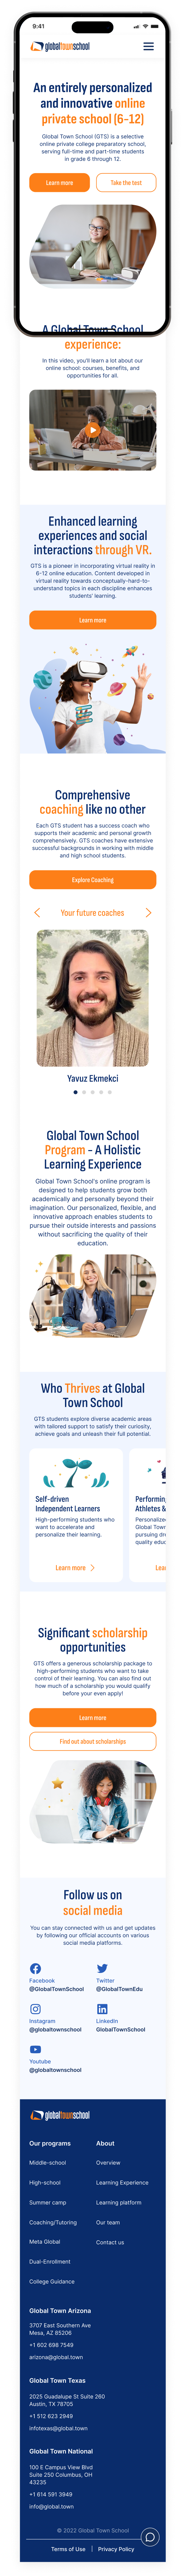 9:41
globaltownschool
An entirely personalized
and innovative online
private school (6-12)
Global Town School (GTS) is a selective
online private college preparatory school,
serving full-time and part-time students
in grade 6 through 12.
Learn more
Take the test
A Global Town School
experience:
In this video, you'll learn a lot about our
online school: courses, benefits, and
opportunities for all.
Enhanced learning
experiences and social
interactions through VR.
GTS is a pioneer in incorporating virtual reality in
6-12 online education. Content developed in
virtual reality towards conceptually-hard-to-
understand topics in each discipline enhances
students' learning.
Learn more
Comprehensive
coaching like no other
Each GTS student has a success coach who
supports their academic and personal growth
comprehensively. GTS coaches have extensive
successful backgrounds in working with middle
and high school students.
Explore Coaching
Your future coaches
Yavuz Ekmekci
Global Town School
Program - A Holistic
Learning Experience
Global Town School's online program is
designed to help students grow both
academically and personally beyond their
imagination. Our personalized, flexible, and
innovative approach enables students to
pursue their outside interests and passions
without sacrificing the quality of their
education.
Who Thrives at Global
Town School
GTS students explore diverse academic areas
with tailored support to satisfy their curiosity,
achieve goals and unleash their full potential.
Self-driven
Independent Learners
High-performing students who
want to accelerate and
personalize their learning.
Learn more
Performin
Athletes &
Personalize
Global Tow
pursuing dr
quality educ
Lea
Significant scholarship
opportunities
GTS offers a generous scholarship package to
high-performing students who want to take
control of their learning. You can also find out
how much of a scholarship you would qualify
before your even apply!
Learn more
Find out about scholarships
Follow us on
social media
You can stay connected with us and get updates
by following our official accounts on various
social media platforms.
Facebook
@GlobalTownSchool
Twitter
@GlobalTownEdu
Instagram
@globaltownschool
Linkedin
GlobalTownSchool
Youtube
@globaltownschool
globaltownschool
Our programs
Middle-school
High-school
Summer camp
Coaching/Tutoring
Meta Global
Dual-Enrollment
College Guidance
About
Overview
Learning Experience
Learning platform
Our team
Contact us
Global Town Arizona
3707 East Southern Ave
Mesa, AZ 85206
+1 602 698 7549
arizona@global.town
Global Town Texas
2025 Guadalupe St Suite 260
Austin, TX 78705
+1 512 623 2949
infotexas@global.town
Global Town National
100 E Campus View Blvd
Suite 250 Columbus, OH
43235
+1 614 591 3949
info@global.town
© 2022 Global Town School
Terms of Use | Privacy Policy